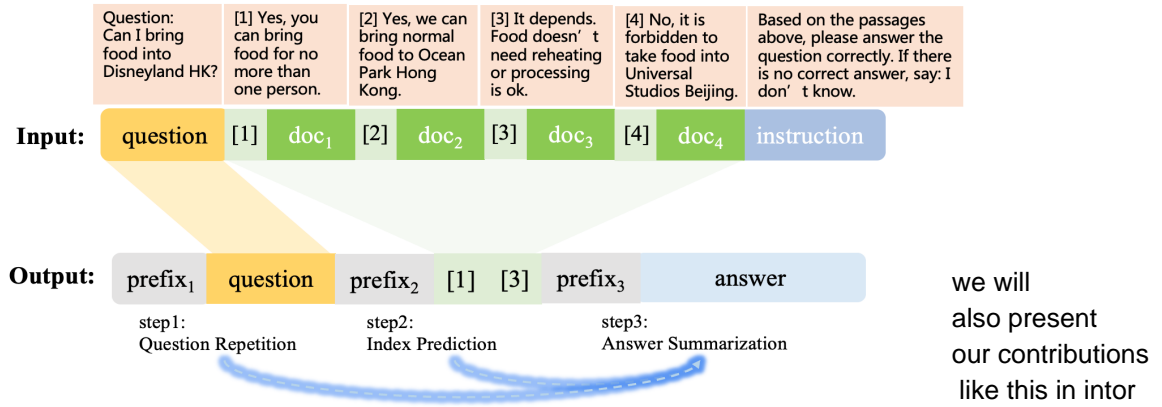 Question:
Can I bring
food into
Disneyland HK?
[1] Yes, you
can bring
food for no
more than
one person.
[2] Yes, we can
bring normal
food to Ocean
Park Hong
Kong.
[3] It depends.
Food doesn't
need reheating
or processing
is ok.
[4] No, it is
forbidden to
take food into
Universal
Studios Beijing.
Based on the passages
above, please answer the
question correctly. If there
is no correct answer, say: I
don't know.
Input: question [1] doc1 [2] doc2 [3] doc3 [4] doc4 instruction
Output: prefix1 question prefix2 [1] [3] prefix3 answer
step1:
Question Repetition
step2:
Index Prediction
step3:
Answer Summarization
we will
also present
our contributions
like this in intor